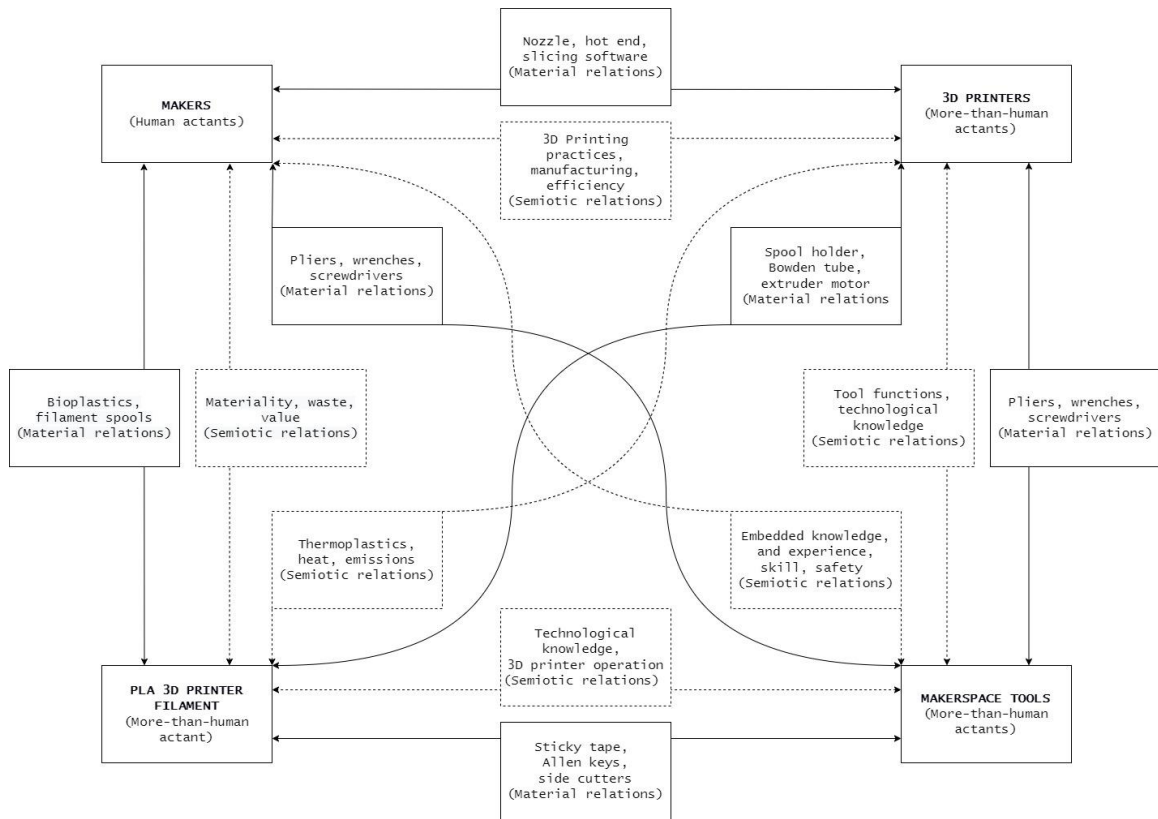 Nozzle, hot end,
slicing software
(Material relations)
MAKERS
(Human actants)
3D PRINTERS
(More-than-human
actants)
3D Printing
practices,
manufacturing,
efficiency
(Semiotic relations)
Pliers, wrenches,
screwdrivers
(Material relations)
Spool holder,
Bowden tube,
extruder motor
(Material relations
Bioplastics,
filament spools
(Material relations)
Materiality, waste,
value
(Semiotic relations)
Tool functions,
technological
knowledge
(Semiotic relations)
Pliers, wrenches,
screwdrivers
(Material relations)
Thermoplastics,
heat, emissions
(Semiotic relations)
Embedded knowledge,
and experience,
skill, safety
(Semiotic relations)
Technological
knowledge,
3D printer operation
(Semiotic relations)
PLA 3D PRINTER
FILAMENT
(More-than-human
actant)
MAKERSPACE TOOLS
(More-than-human
actants)
Sticky tape,
Allen keys,
side cutters
(Material relations)